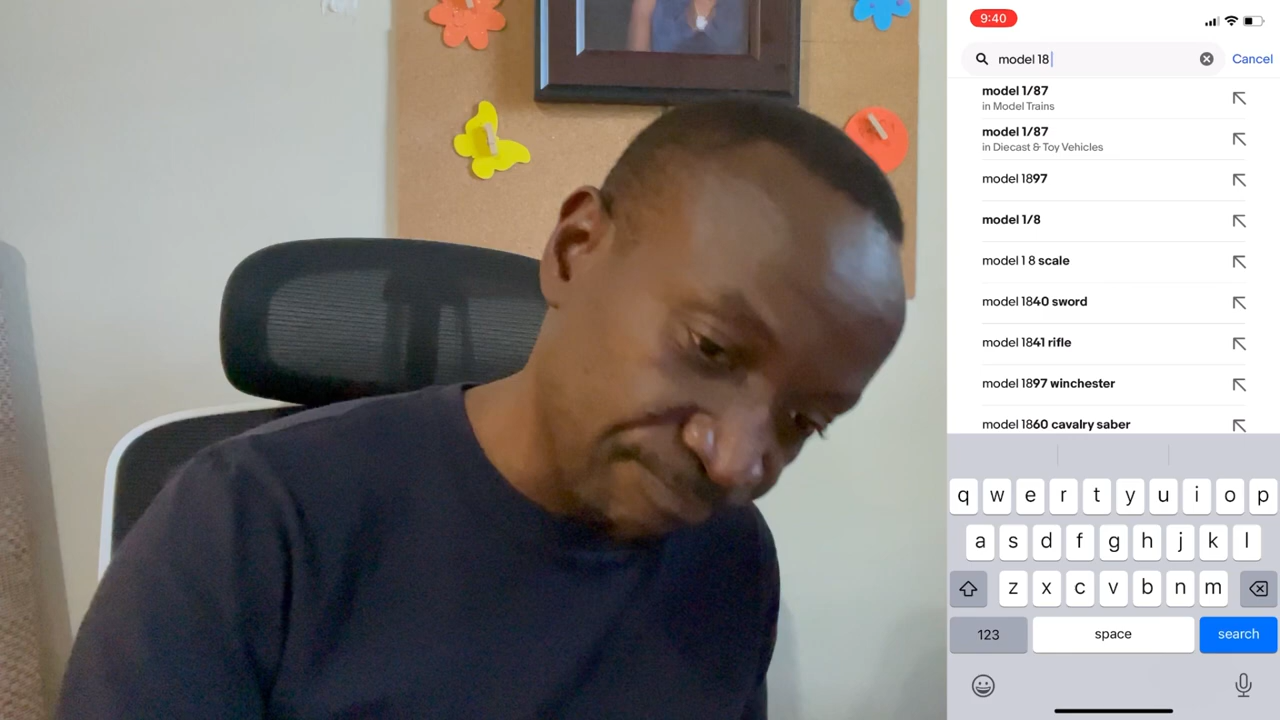 9:40
model 18
Cancel
model 1/87
in Model Trains
model 1/87
in Diecast & Toy Vehicles
model 1897
model 1/8
model 1 8 scale
model 1840 sword
model 1841 rifle
model 1897 winchester
model 1860 cavalry saber
q w e r t y u i o p
a s d f g h j k l
z x c v b n m
123
space
search